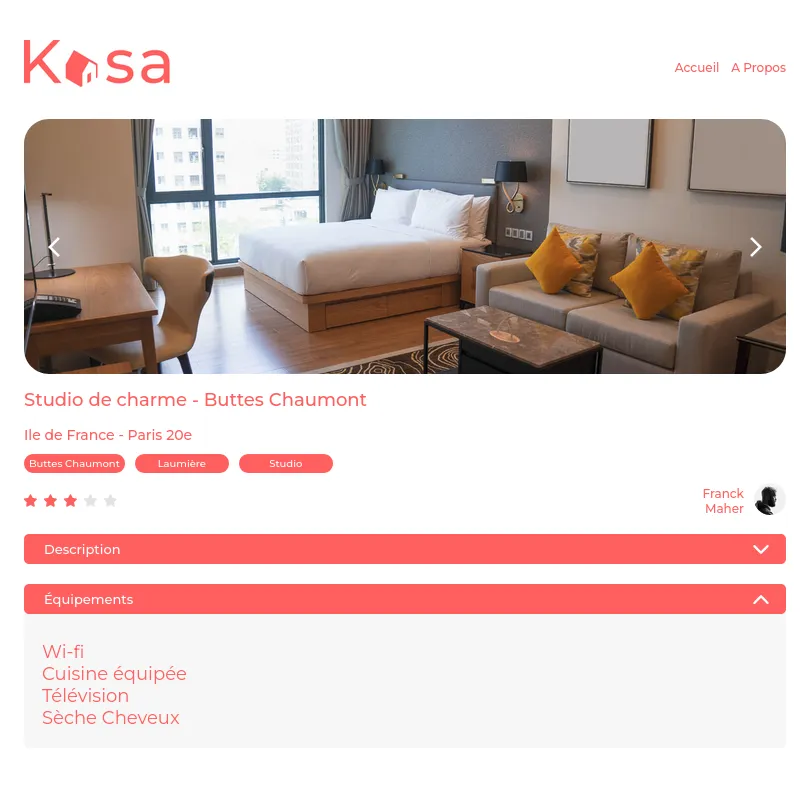 Kasa
Accueil A Propos
Studio de charme - Buttes Chaumont
Ile de France - Paris 20e
Buttes Chaumont Laumière Studio
Franck
Maher
Description
Équipements
Wi-fi
Cuisine équipée
Télévision
Sèche Cheveux